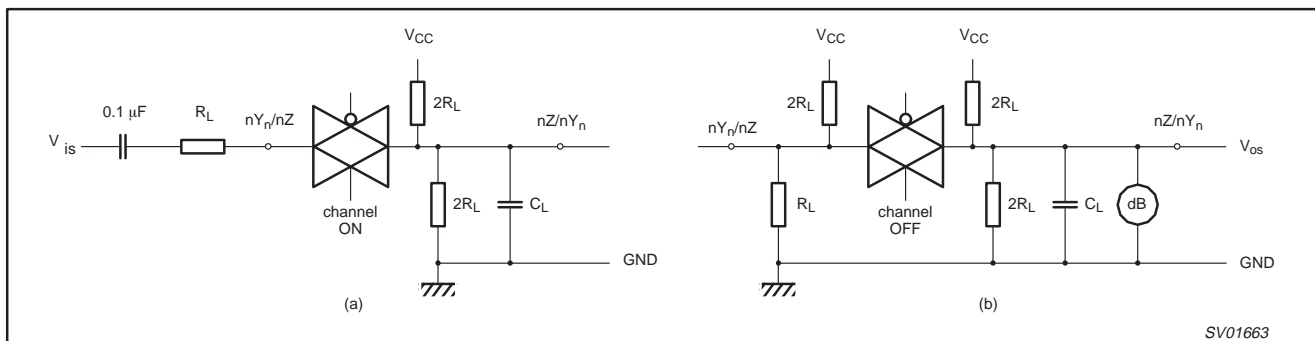 V_CC
0.1 μF
R_L
2R_L
nY_n/nZ
nZ/nY_n
V_is
2R_L
C_L
channel
ON
GND
(a)
V_CC
V_CC
2R_L
2R_L
nY_n/nZ
nZ/nY_n
V_os
R_L
channel
OFF
2R_L
C_L
dB
GND
(b)
SV01663